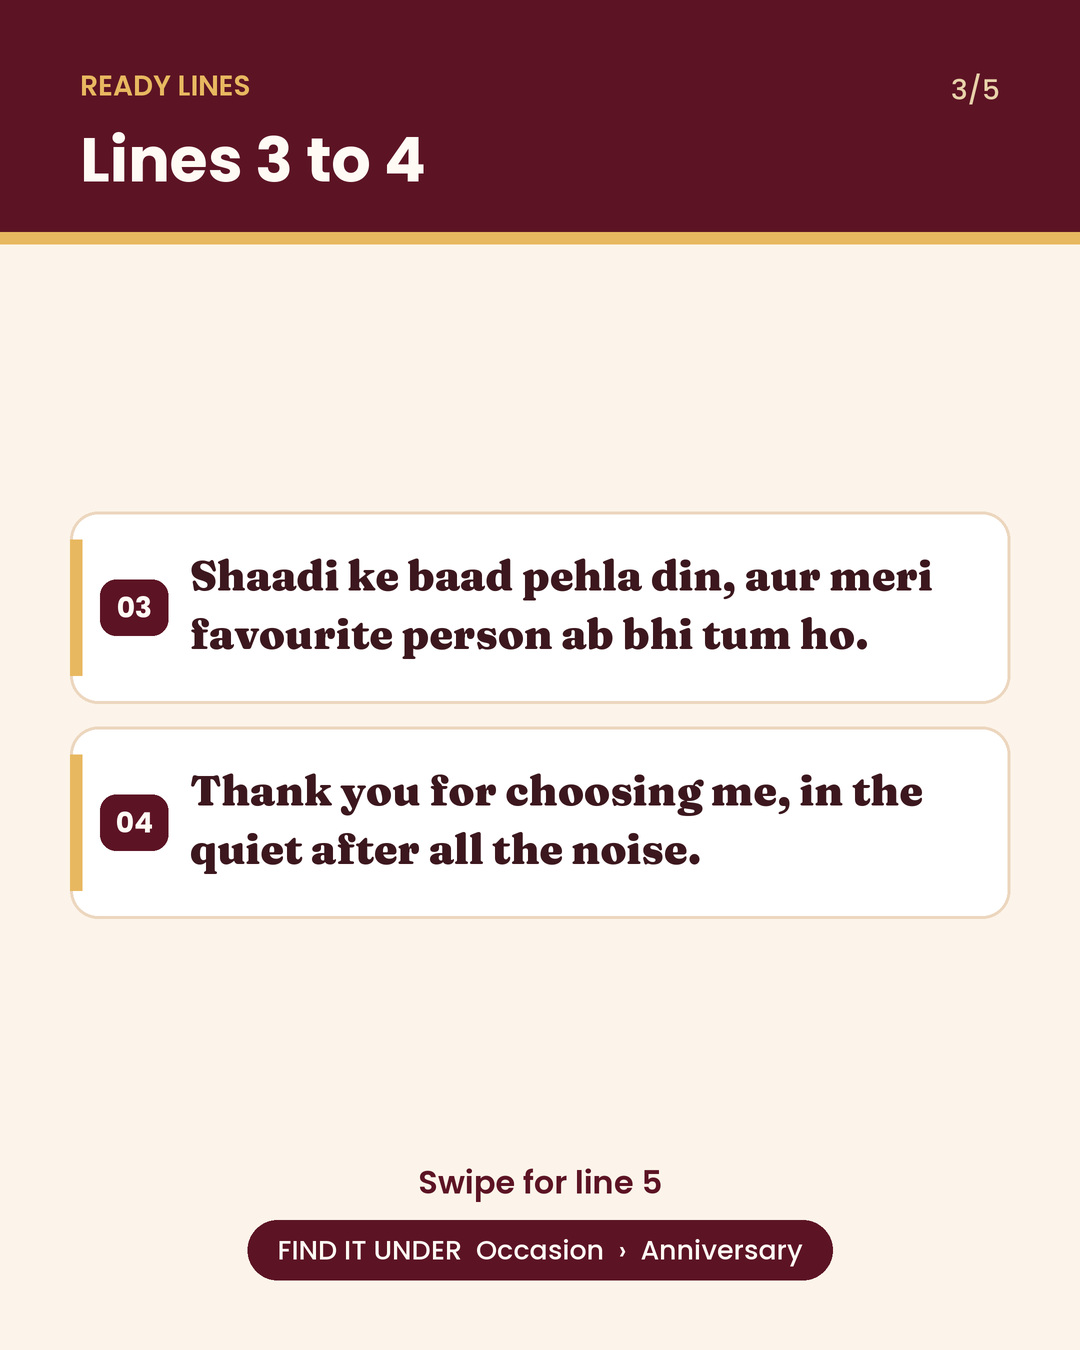 READY LINES
3/5
Lines 3 to 4
03
Shaadi ke baad pehla din, aur meri
favourite person ab bhi tum ho.
04
Thank you for choosing me, in the
quiet after all the noise.
Swipe for line 5
FIND IT UNDER Occasion › Anniversary